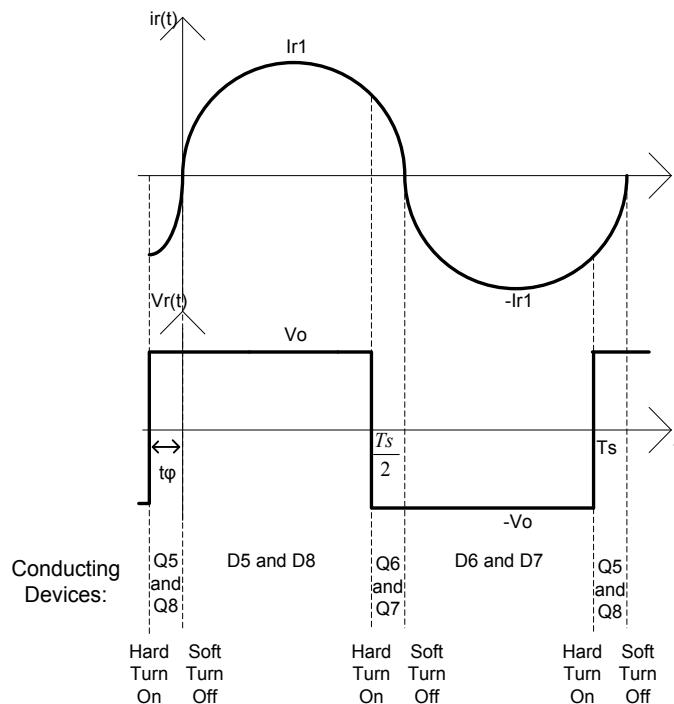 ir(t)
Ir1
-Ir1
Vr(t)
Vo
tφ
Ts
2
Ts
-Vo
Conducting
Devices:
Q5
and
Q8
D5 and D8
Q6
and
Q7
D6 and D7
Q5
and
Q8
Hard
Turn
On
Soft
Turn
Off
Hard
Turn
On
Soft
Turn
Off
Hard
Turn
On
Soft
Turn
Off